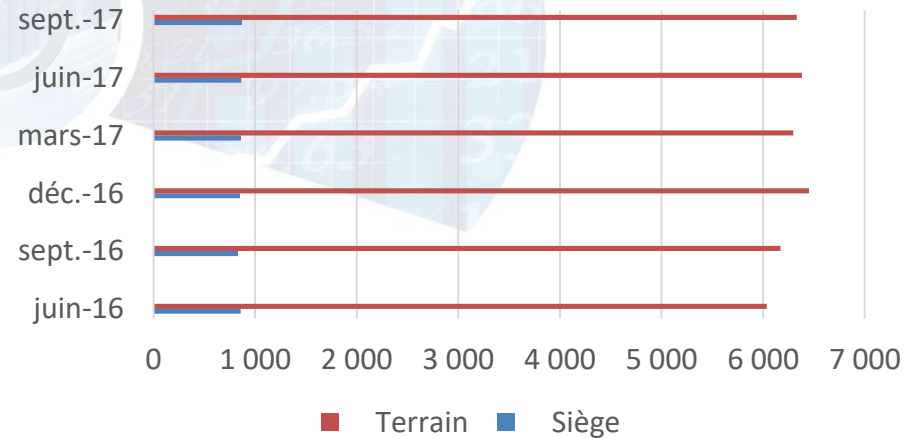 sept.-17
juin-17
mars-17
déc.-16
sept.-16
juin-16
0 1 000 2 000 3 000 4 000 5 000 6 000 7 000
Terrain Siège